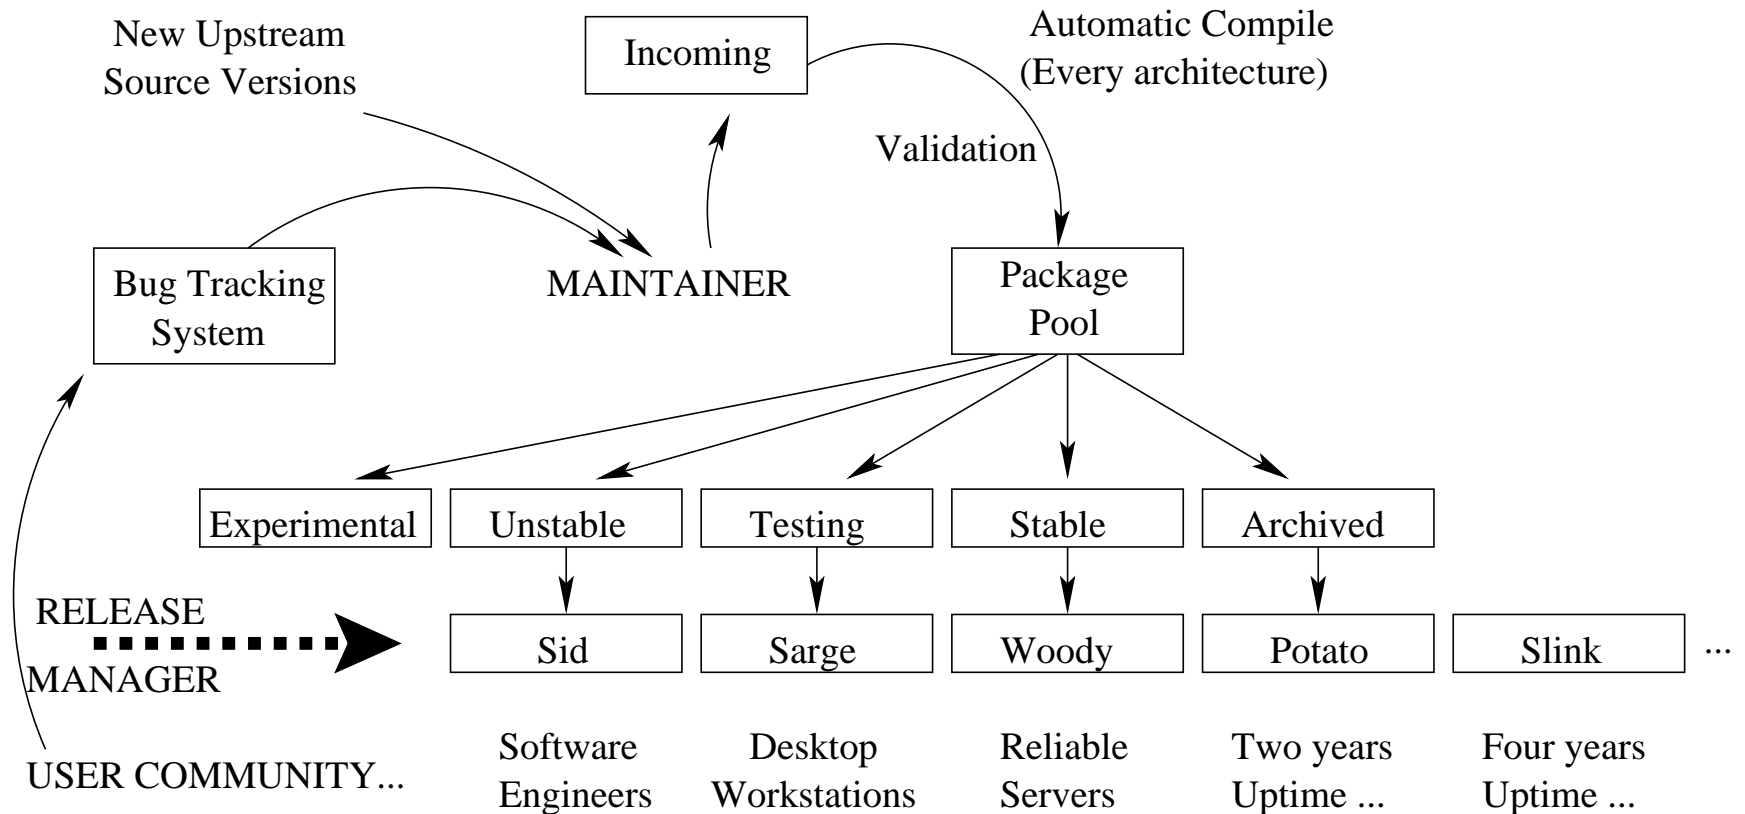 New Upstream
Source Versions
Incoming
Automatic Compile
(Every architecture)
Validation
Bug Tracking
System
MAINTAINER
Package
Pool
Experimental
Unstable
Testing
Stable
Archived
RELEASE
MANAGER
Sid
Sarge
Woody
Potato
Slink
...
USER COMMUNITY...
Software
Engineers
Desktop
Workstations
Reliable
Servers
Two years
Uptime ...
Four years
Uptime ...